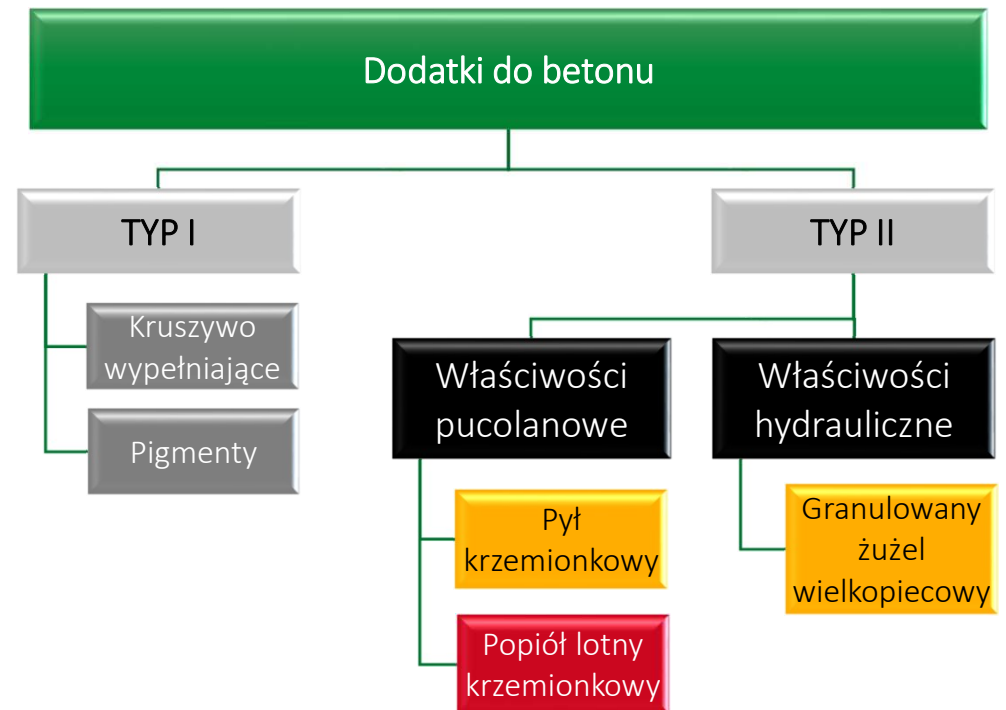 Dodatki do betonu
TYP I
Kruszywo
wypełniające
Pigmenty
TYP II
Właściwości
pucolanowe
Pył
krzemionkowy
Popiół lotny
krzemionkowy
Właściwości
hydrauliczne
Granulowany
żużel
wielkopiecowy